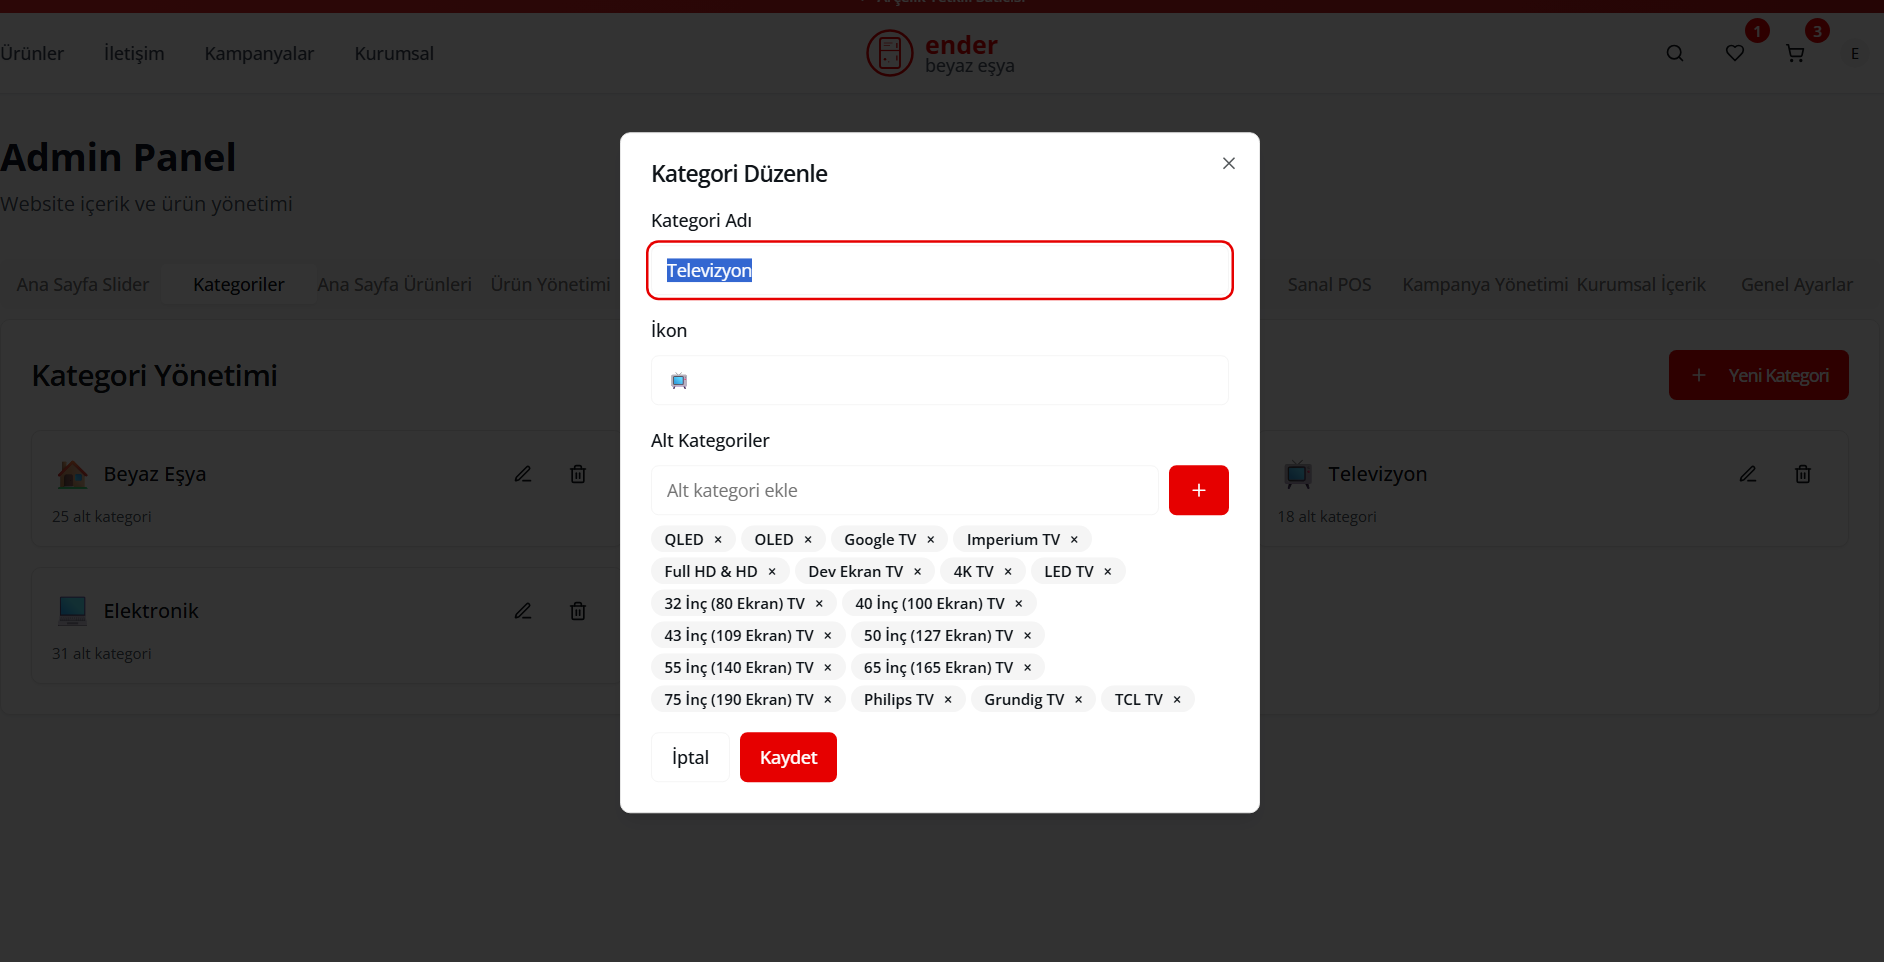 Ürünler İletişim Kampanyalar Kurumsal
ender
beyaz eşya
1
3
E
Admin Panel
Website içerik ve ürün yönetimi
Ana Sayfa Slider Kategoriler Ana Sayfa Ürünleri Ürün Yönetimi
Sanal POS Kampanya Yönetimi Kurumsal İçerik Genel Ayarlar
Kategori Yönetimi
+ Yeni Kategori
Beyaz Eşya
25 alt kategori
Televizyon
18 alt kategori
Elektronik
31 alt kategori
Kategori Düzenle
×
Kategori Adı
Televizyon
İkon
Alt Kategoriler
Alt kategori ekle
+
QLED × OLED × Google TV × Imperium TV ×
Full HD & HD × Dev Ekran TV × 4K TV × LED TV ×
32 İnç (80 Ekran) TV × 40 İnç (100 Ekran) TV ×
43 İnç (109 Ekran) TV × 50 İnç (127 Ekran) TV ×
55 İnç (140 Ekran) TV × 65 İnç (165 Ekran) TV ×
75 İnç (190 Ekran) TV × Philips TV × Grundig TV × TCL TV ×
İptal Kaydet